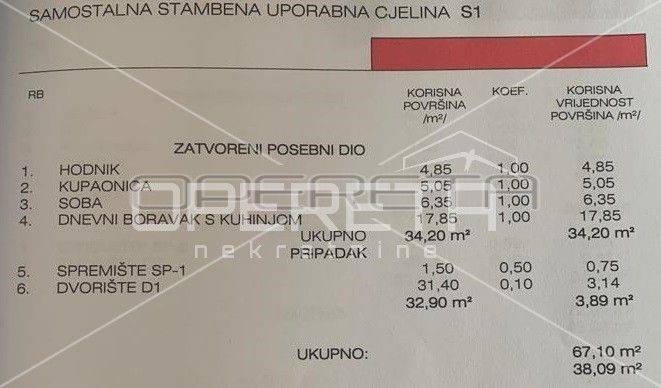 SAMOSTALNA STAMBENA UPORABNA CJELINA S1
RB KORISNA POVRŠINA /m²/ KOEF. KORISNA VRIJEDNOST POVRŠINA /m²/
ZATVORENI POSEBNI DIO
1. HODNIK 4,85 1,00 4,85
2. KUPAONICA 5,05 1,00 5,05
3. SOBA 6,35 1,00 6,35
4. DNEVNI BORAVAK S KUHINJOM 17,85 1,00 17,85
UKUPNO 34,20 m² 34,20 m²
PRIPADAK
5. SPREMIŠTE SP-1 1,50 0,50 0,75
6. DVORIŠTE D1 31,40 0,10 3,14
32,90 m² 3,89 m²
UKUPNO: 67,10 m²
38,09 m²
OPERETA
nekretnine